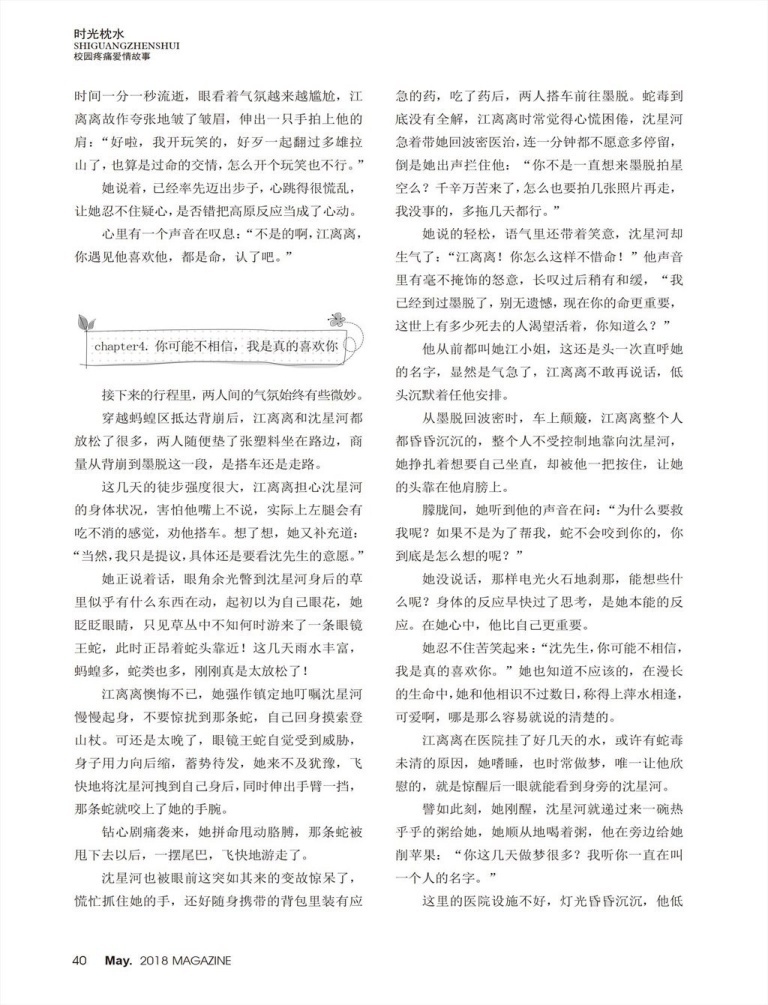 时光枕水
SHIGUANGZHENSHUI
校园疼痛爱情故事
时间一分一秒流逝，眼看着气氛越来越尴尬，江
离离故作夸张地皱了皱眉，伸出一只手拍上他的
肩：“好啦，我开玩笑的，好歹一起翻过多雄拉
山了，也算是过命的交情，怎么开个玩笑也不行。”
她说着，已经率先迈出步子，心跳得很慌乱，
让她忍不住疑心，是否错把高原反应当成了心动。
心里有一个声音在叹息：“不是的啊，江离离，
你遇见他喜欢他，都是命，认了吧。”
chapter4. 你可能不相信，我是真的喜欢你
接下来的行程里，两人间的气氛始终有些微妙。
穿越蚂蝗区抵达背崩后，江离离和沈星河都
放松了很多，两人随便垫了张塑料坐在路边，商
量从背崩到墨脱这一段，是搭车还是走路。
这几天的徒步强度很大，江离离担心沈星河
的身体状况，害怕他嘴上不说，实际上左腿会有
吃不消的感觉，劝他搭车。想了想，她又补充道：
“当然，我只是提议，具体还是要看沈先生的意愿。”
她正说着话，眼角余光瞥到沈星河身后的草
里似乎有什么东西在动，起初以为自己眼花，她
眨眨眼睛，只见草丛中不知何时游来了一条眼镜
王蛇，此时正昂着蛇头靠近！这几天雨水丰富，
蚂蝗多，蛇类也多，刚刚真是太放松了！
江离离懊悔不已，她强作镇定地叮嘱沈星河
慢慢起身，不要惊扰到那条蛇，自己回身摸索登
山杖。可还是太晚了，眼镜王蛇自觉受到威胁，
身子用力向后缩，蓄势待发，她来不及犹豫，飞
快地将沈星河拽到自己身后，同时伸出手臂一挡，
那条蛇就咬上了她的手腕。
钻心剧痛袭来，她拼命甩动胳膊，那条蛇被
甩下去以后，一摆尾巴，飞快地游走了。
沈星河也被眼前这突如其来的变故惊呆了，
慌忙抓住她的手，还好随身携带的背包里装有应
急的药，吃了药后，两人搭车前往墨脱。蛇毒到
底没有全解，江离离时常觉得心慌困倦，沈星河
急着带她回波密医治，连一分钟都不愿意多停留，
倒是她出声拦住他：“你不是一直想来墨脱拍星
空么？千辛万苦来了，怎么也要拍几张照片再走，
我没事的，多拖几天都行。”
她说的轻松，语气里还带着笑意，沈星河却
生气了：“江离离！你怎么这样不惜命！”他声音
里有毫不掩饰的怒意，长叹过后稍有和缓，“我
已经到过墨脱了，别无遗憾，现在你的命更重要，
这世上有多少死去的人渴望活着，你知道么？”
他从前都叫她江小姐，这还是头一次直呼她
的名字，显然是气急了，江离离不敢再说话，低
头沉默着任他安排。
从墨脱回波密时，车上颠簸，江离离整个人
都昏昏沉沉的，整个人不受控制地靠向沈星河，
她挣扎着想要自己坐直，却被他一把按住，让她
的头靠在他肩膀上。
朦胧间，她听到他的声音在问：“为什么要救
我呢？如果不是为了帮我，蛇不会咬到你的，你
到底是怎么想的呢？”
她没说话，那样电光火石地刹那，能想些什
么呢？身体的反应早快过了思考，是她本能的反
应。在她心中，他比自己更重要。
她忍不住苦笑起来：“沈先生，你可能不相信，
我是真的喜欢你。”她也知道不应该的，在漫长
的生命中，她和他相识不过数日，称得上萍水相逢，
可爱啊，哪是那么容易就说的清楚的。
江离离在医院挂了好几天的水，或许有蛇毒
未清的原因，她嗜睡，也时常做梦，唯一让他欣
慰的，就是惊醒后一眼就能看到身旁的沈星河。
譬如此刻，她刚醒，沈星河就递过来一碗热
乎乎的粥给她，她顺从地喝着粥，他在旁边给她
削苹果：“你这几天做梦很多？我听你一直在叫
一个人的名字。”
这里的医院设施不好，灯光昏昏沉沉，他低
40 May. 2018 MAGAZINE